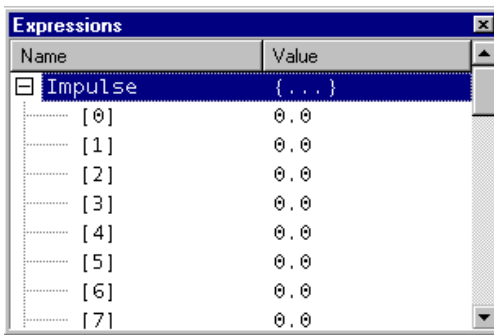 Expressions
Name Value
Impulse {...}
[0] 0.0
[1] 0.0
[2] 0.0
[3] 0.0
[4] 0.0
[5] 0.0
[6] 0.0
[7] 0.0